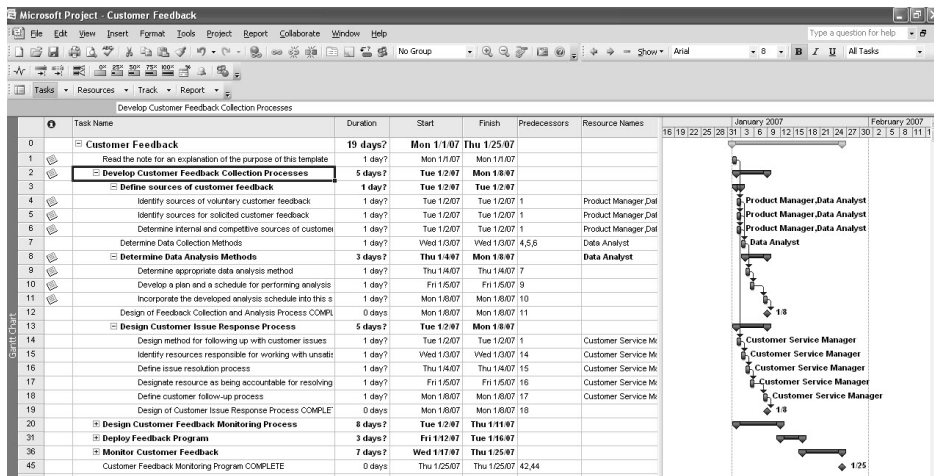 Microsoft Project - Customer Feedback
File Edit View Insert Format Tools Project Report Collaborate Window Help Type a question for help
No Group Show Arial 8 B I U All Tasks
25% 50% 75% 100%
Tasks Resources Track Report
Develop Customer Feedback Collection Processes
Task Name Duration Start Finish Predecessors Resource Names January 2007 February 2007
16 19 22 25 28 31 3 6 9 12 15 18 21 24 27 30 2 5 8 11 1
0 Customer Feedback 19 days? Mon 1/1/07 Thu 1/25/07
1 Read the note for an explanation of the purpose of this template 1 day? Mon 1/1/07 Mon 1/1/07
2 Develop Customer Feedback Collection Processes 5 days? Tue 1/2/07 Mon 1/8/07
3 Define sources of customer feedback 1 day? Tue 1/2/07 Tue 1/2/07
4 Identify sources of voluntary customer feedback 1 day? Tue 1/2/07 Tue 1/2/07 1 Product Manager,Dat Product Manager,Data Analyst
5 Identify sources for solicited customer feedback 1 day? Tue 1/2/07 Tue 1/2/07 1 Product Manager,Dat Product Manager,Data Analyst
6 Determine internal and competitive sources of customer 1 day? Tue 1/2/07 Tue 1/2/07 1 Product Manager,Dat Product Manager,Data Analyst
7 Determine Data Collection Methods 1 day? Wed 1/3/07 Wed 1/3/07 4,5,6 Data Analyst Data Analyst
8 Determine Data Analysis Methods 3 days? Thu 1/4/07 Mon 1/8/07 Data Analyst
9 Determine appropriate data analysis method 1 day? Thu 1/4/07 Thu 1/4/07 7
10 Develop a plan and a schedule for performing analysis 1 day? Fri 1/5/07 Fri 1/5/07 9
11 Incorporate the developed analysis schedule into this s 1 day? Mon 1/8/07 Mon 1/8/07 10
12 Design of Feedback Collection and Analysis Process COMPL 0 days Mon 1/8/07 Mon 1/8/07 11 1/8
13 Design Customer Issue Response Process 5 days? Tue 1/2/07 Mon 1/8/07
14 Design method for following up with customer issues 1 day? Tue 1/2/07 Tue 1/2/07 1 Customer Service Ma Customer Service Manager
15 Identify resources responsible for working with unsatis 1 day? Wed 1/3/07 Wed 1/3/07 14 Customer Service Ma Customer Service Manager
16 Define issue resolution process 1 day? Thu 1/4/07 Thu 1/4/07 15 Customer Service Ma Customer Service Manager
17 Designate resource as being accountable for resolving 1 day? Fri 1/5/07 Fri 1/5/07 16 Customer Service Ma Customer Service Manager
18 Define customer follow-up process 1 day? Mon 1/8/07 Mon 1/8/07 17 Customer Service Ma Customer Service Manager
19 Design of Customer Issue Response Process COMPLET 0 days Mon 1/8/07 Mon 1/8/07 18 1/8
20 Design Customer Feedback Monitoring Process 8 days? Tue 1/2/07 Thu 1/11/07
31 Deploy Feedback Program 3 days? Fri 1/12/07 Tue 1/16/07
36 Monitor Customer Feedback 7 days? Wed 1/17/07 Thu 1/25/07
45 Customer Feedback Monitoring Program COMPLETE 0 days Thu 1/25/07 Thu 1/25/07 42,44 1/25
Gantt Chart